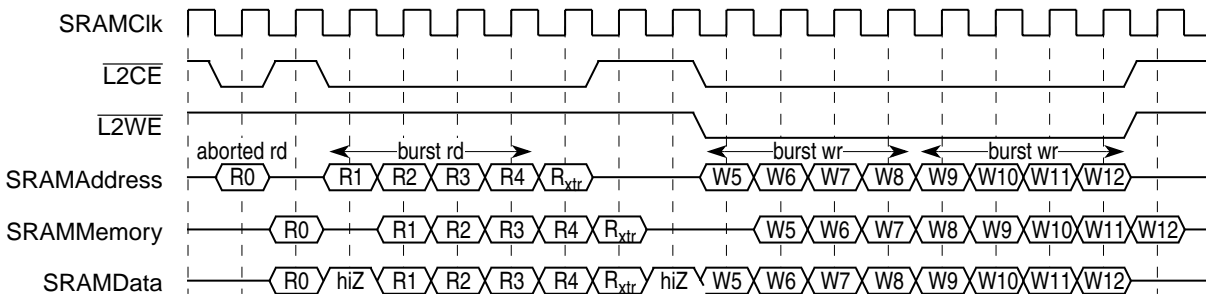 SRAMClk
L2CE
L2WE
aborted rd burst rd burst wr burst wr
SRAMAddress R0 R1 R2 R3 R4 Rxtr W5 W6 W7 W8 W9 W10 W11 W12
SRAMMemory R0 R1 R2 R3 R4 Rxtr W5 W6 W7 W8 W9 W10 W11 W12
SRAMData R0 hiZ R1 R2 R3 R4 Rxtr hiZ W5 W6 W7 W8 W9 W10 W11 W12